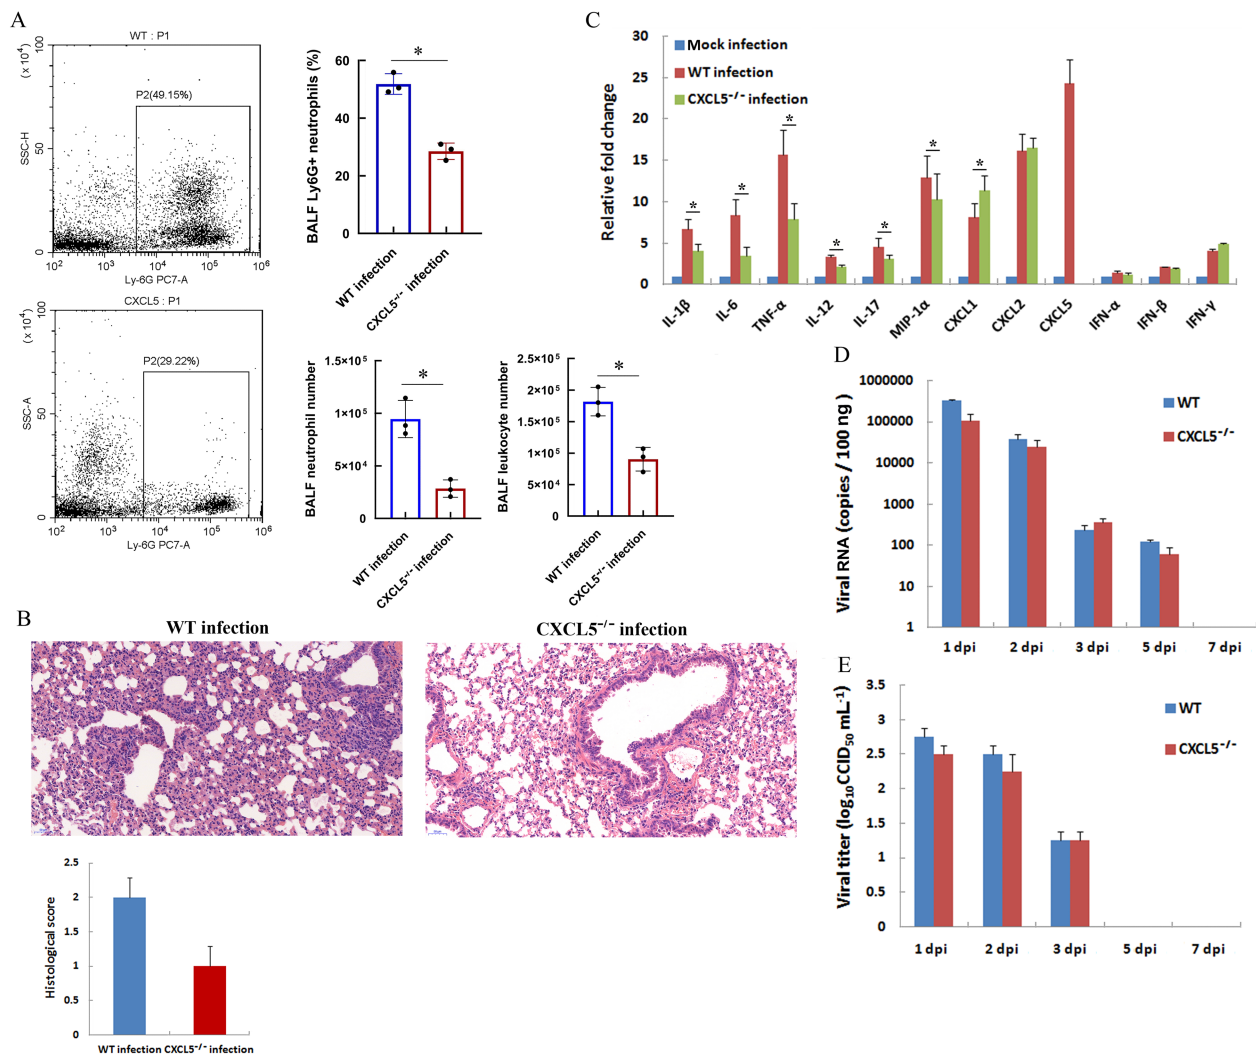 A
WT : P1
(x 10⁴)
100
50
0
SSC-H
P2(49.15%)
10² 10³ 10⁴ 10⁵ 10⁶
Ly-6G PC7-A
CXCL5 : P1
(x 10⁴)
100
50
0
SSC-A
P2(29.22%)
10² 10³ 10⁴ 10⁵ 10⁶
Ly-6G PC7-A
BALF Ly6G+ neutrophils (%)
60
40
20
0
*
WT infection
CXCL5⁻/⁻ infection
BALF neutrophil number
1.5×10⁵
1×10⁵
5×10⁴
0
*
WT infection
CXCL5⁻/⁻ infection
BALF leukocyte number
2.5×10⁵
2×10⁵
1.5×10⁵
1×10⁵
5×10⁴
0
*
WT infection
CXCL5⁻/⁻ infection
B
WT infection
CXCL5⁻/⁻ infection
Histological score
2.5
2
1.5
1
0.5
0
WT infection CXCL5⁻/⁻ infection
C
Relative fold change
30
25
20
15
10
5
0
Mock infection
WT infection
CXCL5⁻/⁻ infection
* * * * * * *
IL-1β IL-6 TNF-α IL-12 IL-17 MIP-1α CXCL1 CXCL2 CXCL5 IFN-α IFN-β IFN-γ
D
Viral RNA (copies / 100 ng )
1000000
100000
10000
1000
100
10
1
WT
CXCL5⁻/⁻
1 dpi 2 dpi 3 dpi 5 dpi 7 dpi
E
Viral titer (log₁₀CCID₅₀ mL⁻¹)
3.5
3
2.5
2
1.5
1
0.5
0
WT
CXCL5⁻/⁻
1 dpi 2 dpi 3 dpi 5 dpi 7 dpi